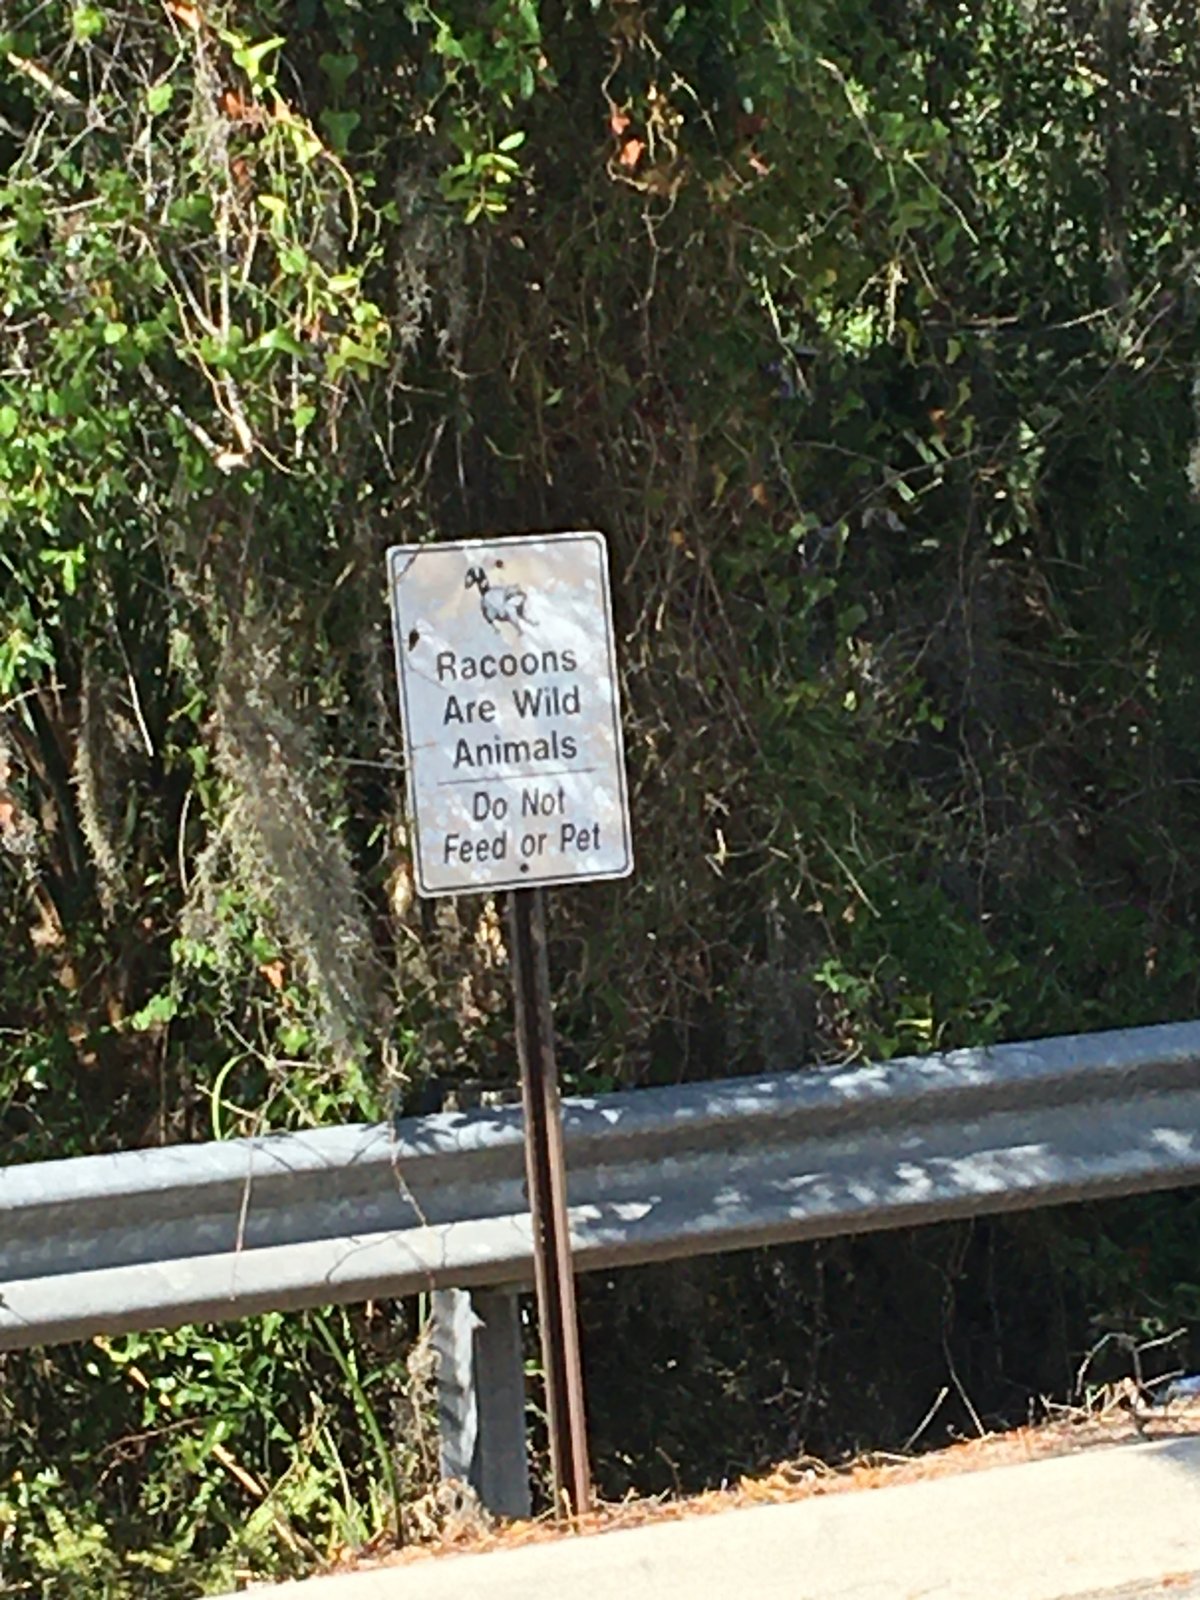 Racoons
Are Wild
Animals
Do Not
Feed or Pet